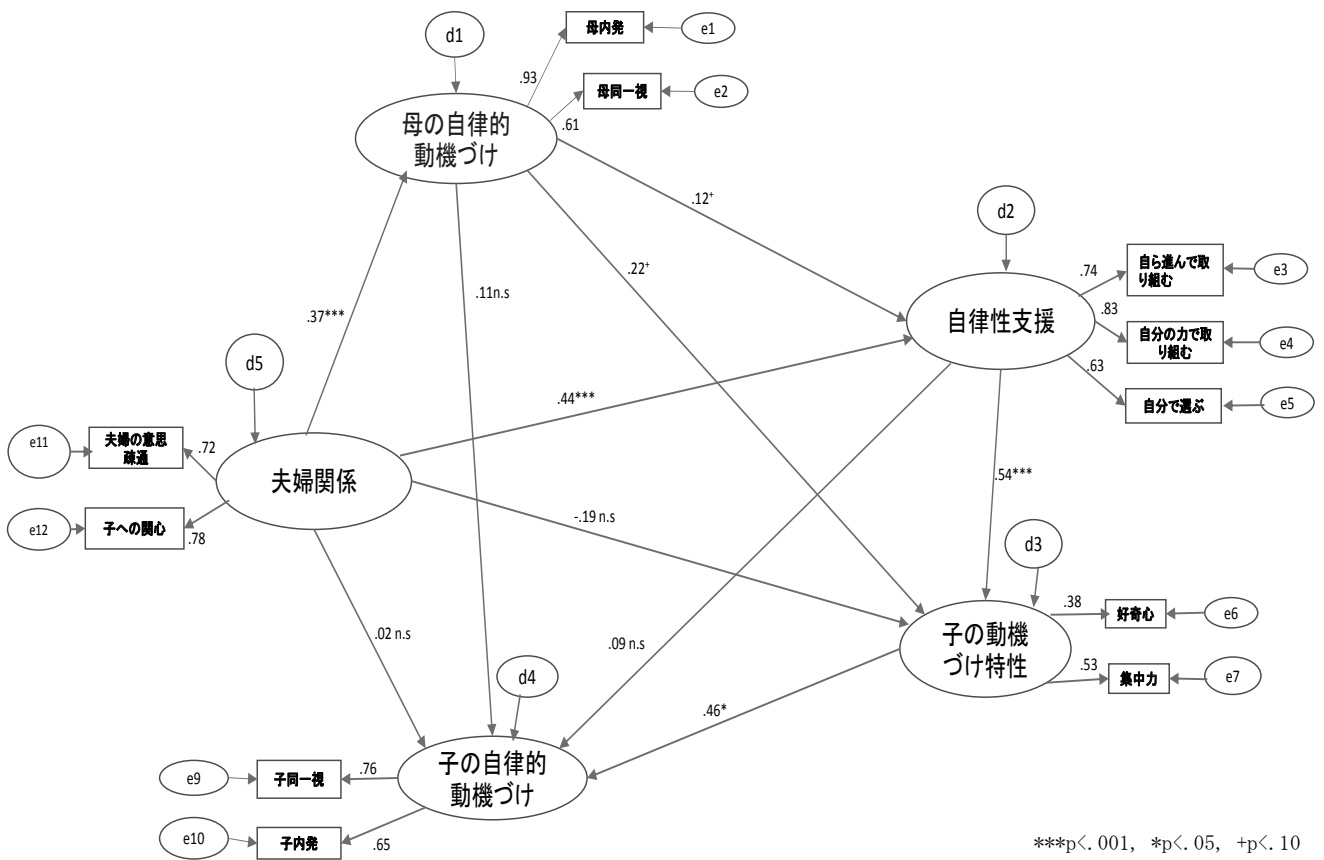 母内発
e1
d1
.93
母同一視
e2
.61
母の自律的
動機づけ
.12⁺
d2
.22⁺
自ら進んで取
り組む
e3
.74
.11n.s
.37***
自律性支援
.83
自分の力で取
り組む
e4
d5
.63
.44***
自分で選ぶ
e5
e11
夫婦の意思
疎通
.72
夫婦関係
.54***
e12
子への関心
.78
-.19 n.s
d3
.38
好奇心
e6
.02 n.s
.09 n.s
子の動機
づけ特性
.53
集中力
e7
d4
.46*
e9
子同一視
.76
子の自律的
動機づけ
e10
子内発
.65
***p<.001, *p<.05, +p<.10